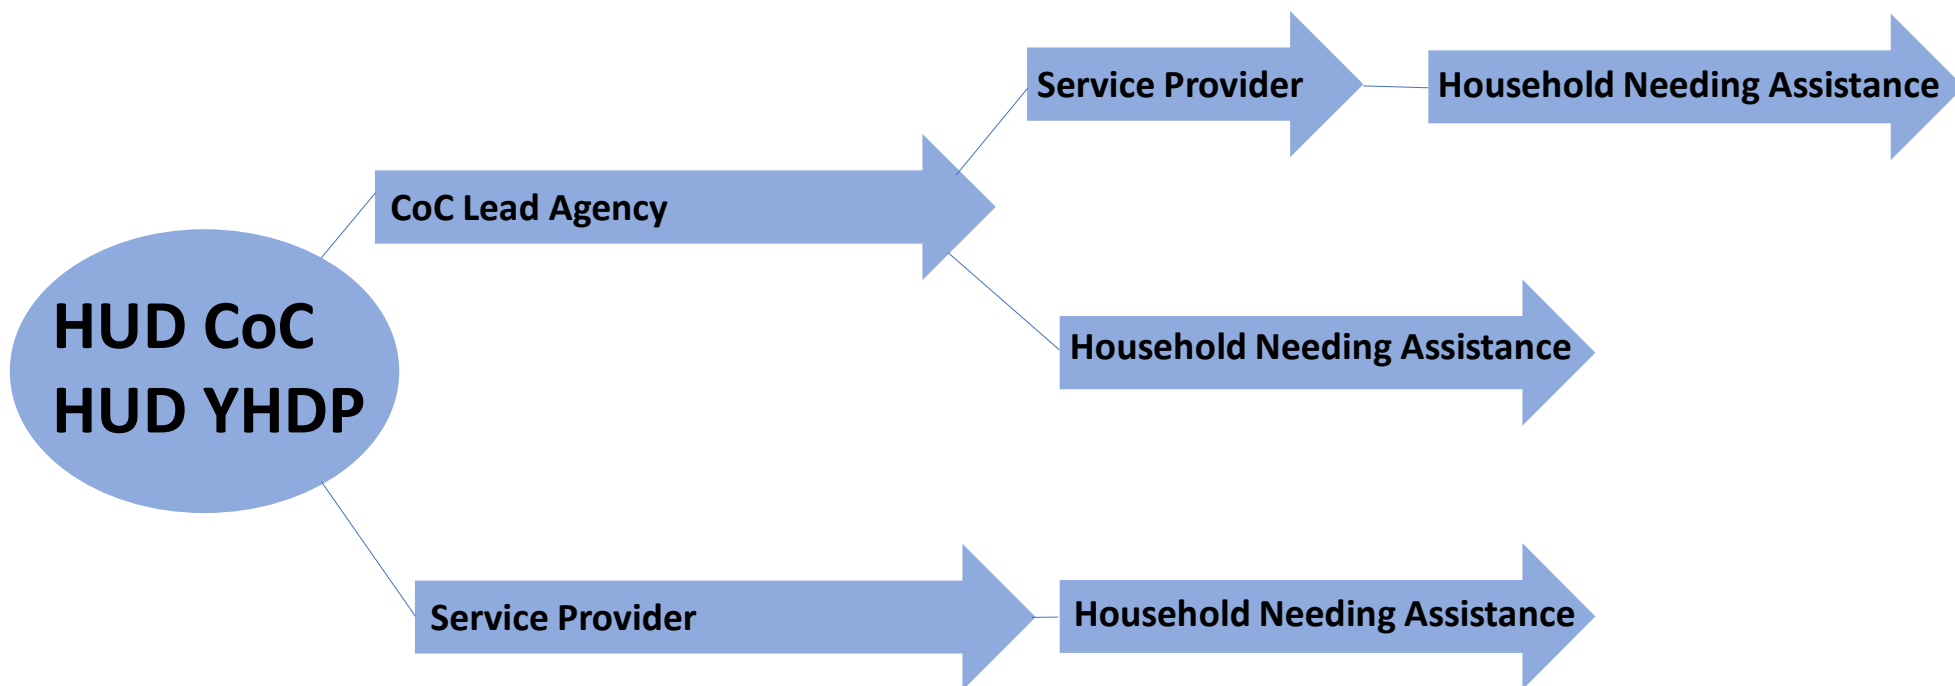 HUD CoC
HUD YHDP
CoC Lead Agency
Service Provider
Household Needing Assistance
Household Needing Assistance
Service Provider
Household Needing Assistance